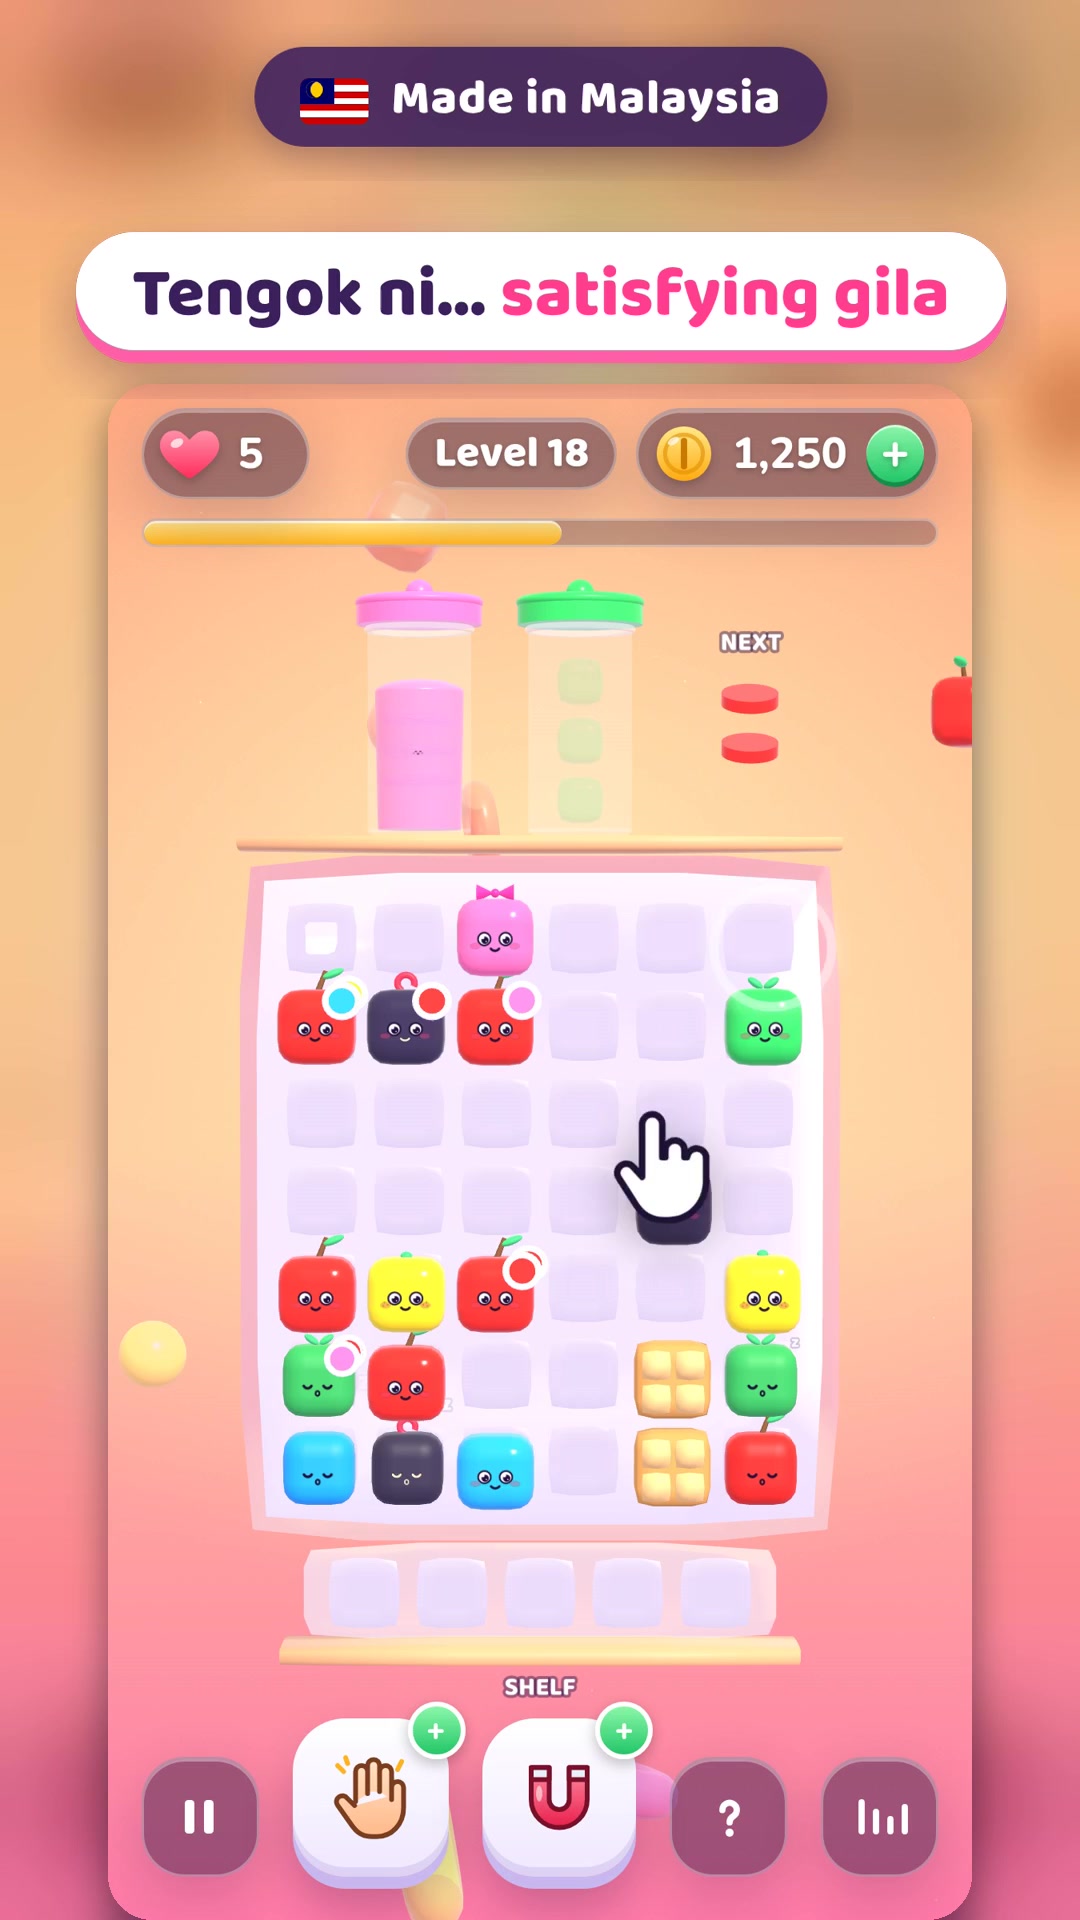 Made in Malaysia
Tengok ni... satisfying gila
5
Level 18
1,250
+
NEXT
z
z
SHELF
+
+
?